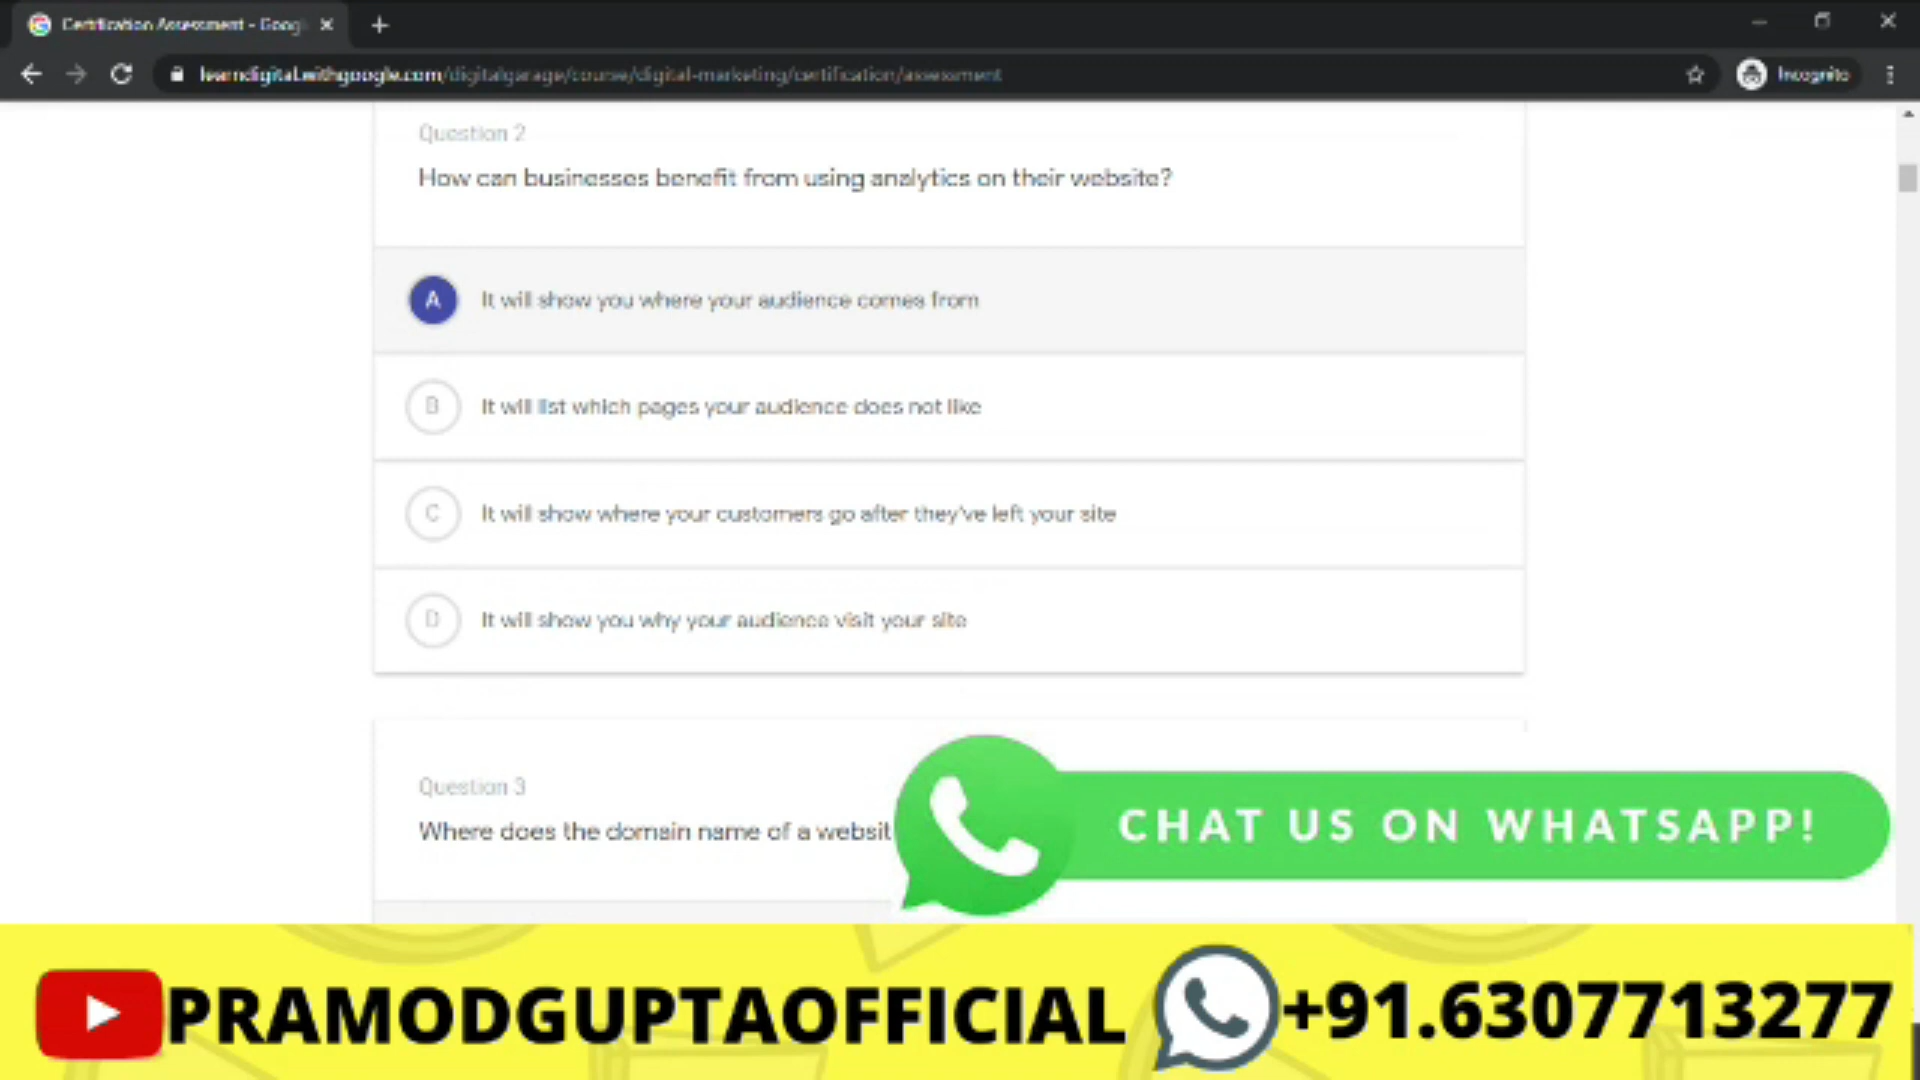 Certification Assessment - Goog
learndigital.withgoogle.com/digitalgarage/course/digital-marketing/certification/assessment
Incognito
Question 2
How can businesses benefit from using analytics on their website?
A It will show you where your audience comes from
B It will list which pages your audience does not like
C It will show where your customers go after they've left your site
D It will show you why your audience visit your site
Question 3
Where does the domain name of a websit
CHAT US ON WHATSAPP!
PRAMODGUPTAOFFICIAL +91.6307713277